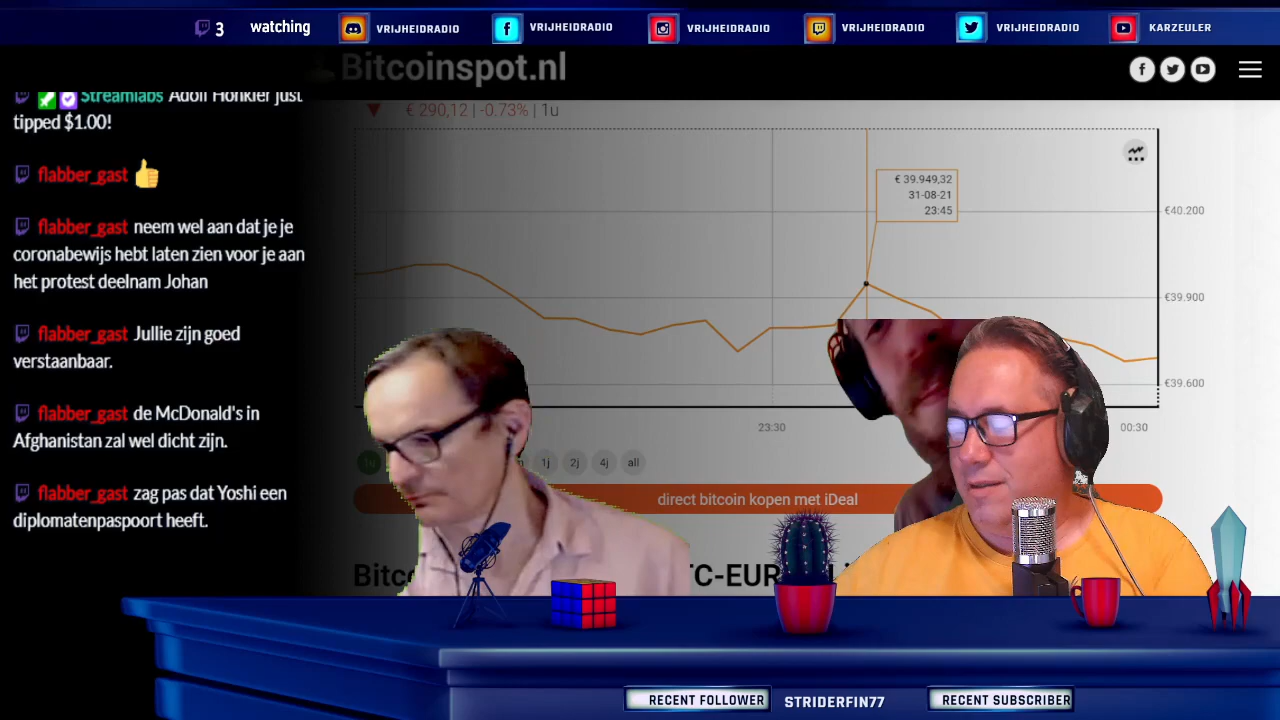 3 watching
VRIJHEIDRADIO
VRIJHEIDRADIO
VRIJHEIDRADIO
VRIJHEIDRADIO
VRIJHEIDRADIO
KARZEULER
Bitcoinspot.nl
Streamlabs Adolf Honkler just
tipped $1.00!
flabber_gast
flabber_gast neem wel aan dat je je
coronabewijs hebt laten zien voor je aan
het protest deelnam Johan
flabber_gast Jullie zijn goed
verstaanbaar.
flabber_gast de McDonald's in
Afghanistan zal wel dicht zijn.
flabber_gast zag pas dat Yoshi een
diplomatenpaspoort heeft.
€ 290,12 | -0.73% | 1u
€ 39.949,32
31-08-21
23:45
€40.200
€39.900
€39.600
23:30
00:30
1j
2j
4j
all
direct bitcoin kopen met iDeal
RECENT FOLLOWER
STRIDERFIN77
RECENT SUBSCRIBER